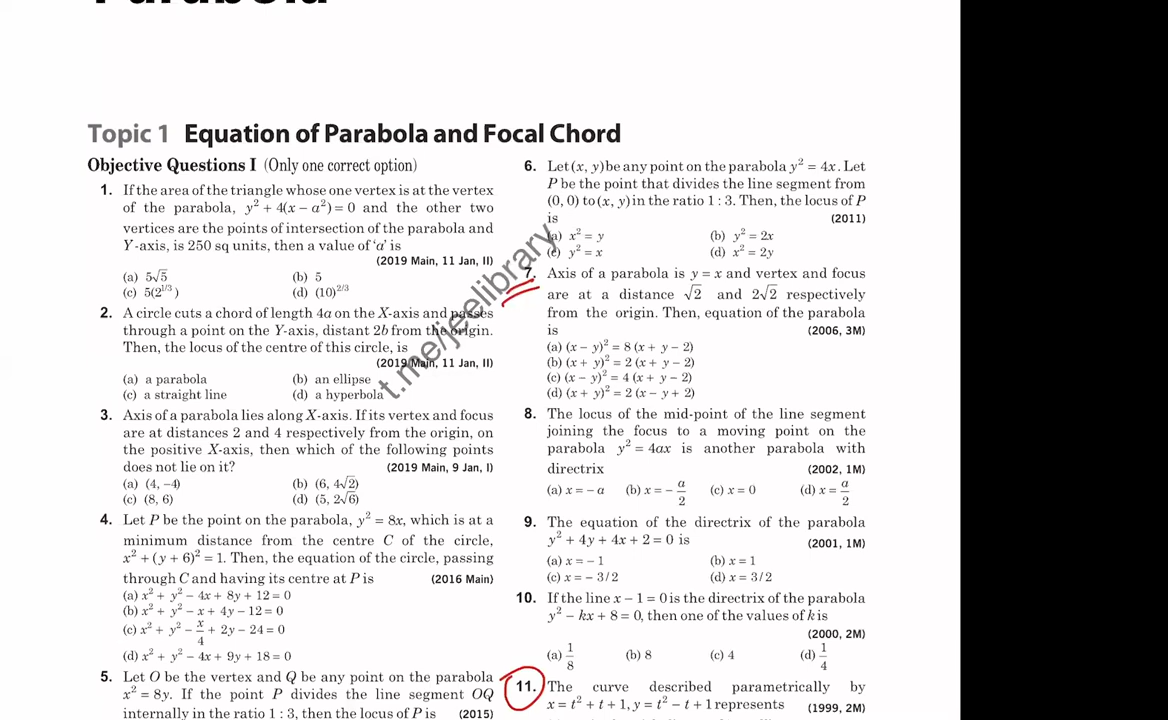 Parabola
Topic 1 Equation of Parabola and Focal Chord
Objective Questions I (Only one correct option)
1. If the area of the triangle whose one vertex is at the vertex
of the parabola, y² + 4(x − a²) = 0 and the other two
vertices are the points of intersection of the parabola and
Y-axis, is 250 sq units, then a value of 'a' is
(2019 Main, 11 Jan, II)
(a) 5√5 (b) 5
(c) 5(2^1/3) (d) (10)^2/3
2. A circle cuts a chord of length 4a on the X-axis and passes
through a point on the Y-axis, distant 2b from the origin.
Then, the locus of the centre of this circle, is
(2019 Main, 11 Jan, II)
(a) a parabola (b) an ellipse
(c) a straight line (d) a hyperbola
3. Axis of a parabola lies along X-axis. If its vertex and focus
are at distances 2 and 4 respectively from the origin, on
the positive X-axis, then which of the following points
does not lie on it? (2019 Main, 9 Jan, I)
(a) (4, −4) (b) (6, 4√2)
(c) (8, 6) (d) (5, 2√6)
4. Let P be the point on the parabola, y² = 8x, which is at a
minimum distance from the centre C of the circle,
x² + (y + 6)² = 1. Then, the equation of the circle, passing
through C and having its centre at P is (2016 Main)
(a) x² + y² − 4x + 8y + 12 = 0
(b) x² + y² − x + 4y − 12 = 0
(c) x² + y² − x/4 + 2y − 24 = 0
(d) x² + y² − 4x + 9y + 18 = 0
5. Let O be the vertex and Q be any point on the parabola
x² = 8y. If the point P divides the line segment OQ
internally in the ratio 1 : 3, then the locus of P is (2015)
6. Let (x, y) be any point on the parabola y² = 4x. Let
P be the point that divides the line segment from
(0, 0) to (x, y) in the ratio 1 : 3. Then, the locus of P
is (2011)
(a) x² = y (b) y² = 2x
(c) y² = x (d) x² = 2y
7. Axis of a parabola is y = x and vertex and focus
are at a distance √2 and 2√2 respectively
from the origin. Then, equation of the parabola
is (2006, 3M)
(a) (x − y)² = 8 (x + y − 2)
(b) (x + y)² = 2 (x + y − 2)
(c) (x − y)² = 4 (x + y − 2)
(d) (x + y)² = 2 (x − y + 2)
8. The locus of the mid-point of the line segment
joining the focus to a moving point on the
parabola y² = 4ax is another parabola with
directrix (2002, 1M)
(a) x = − a (b) x = − a/2 (c) x = 0 (d) x = a/2
9. The equation of the directrix of the parabola
y² + 4y + 4x + 2 = 0 is (2001, 1M)
(a) x = − 1 (b) x = 1
(c) x = − 3/2 (d) x = 3/2
10. If the line x − 1 = 0 is the directrix of the parabola
y² − kx + 8 = 0, then one of the values of k is
(2000, 2M)
(a) 1/8 (b) 8 (c) 4 (d) 1/4
11. The curve described parametrically by
x = t² + t + 1, y = t² − t + 1 represents (1999, 2M)
t.me/jeelibrary